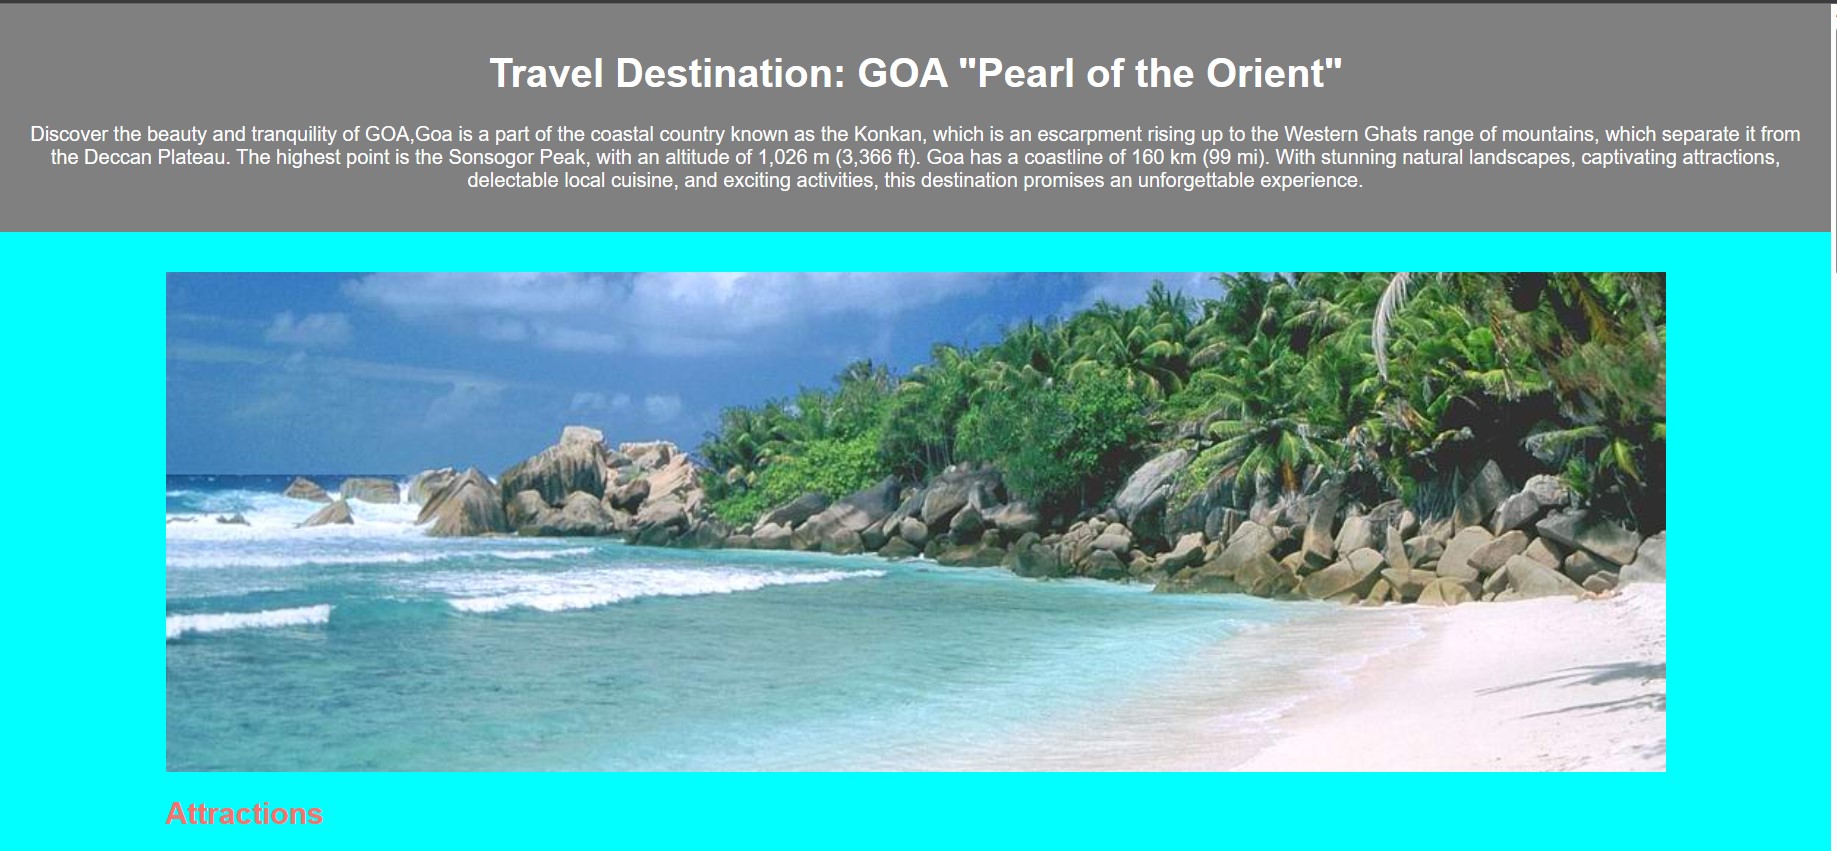 Travel Destination: GOA "Pearl of the Orient"
Discover the beauty and tranquility of GOA,Goa is a part of the coastal country known as the Konkan, which is an escarpment rising up to the Western Ghats range of mountains, which separate it from
the Deccan Plateau. The highest point is the Sonsogor Peak, with an altitude of 1,026 m (3,366 ft). Goa has a coastline of 160 km (99 mi). With stunning natural landscapes, captivating attractions,
delectable local cuisine, and exciting activities, this destination promises an unforgettable experience.
Attractions